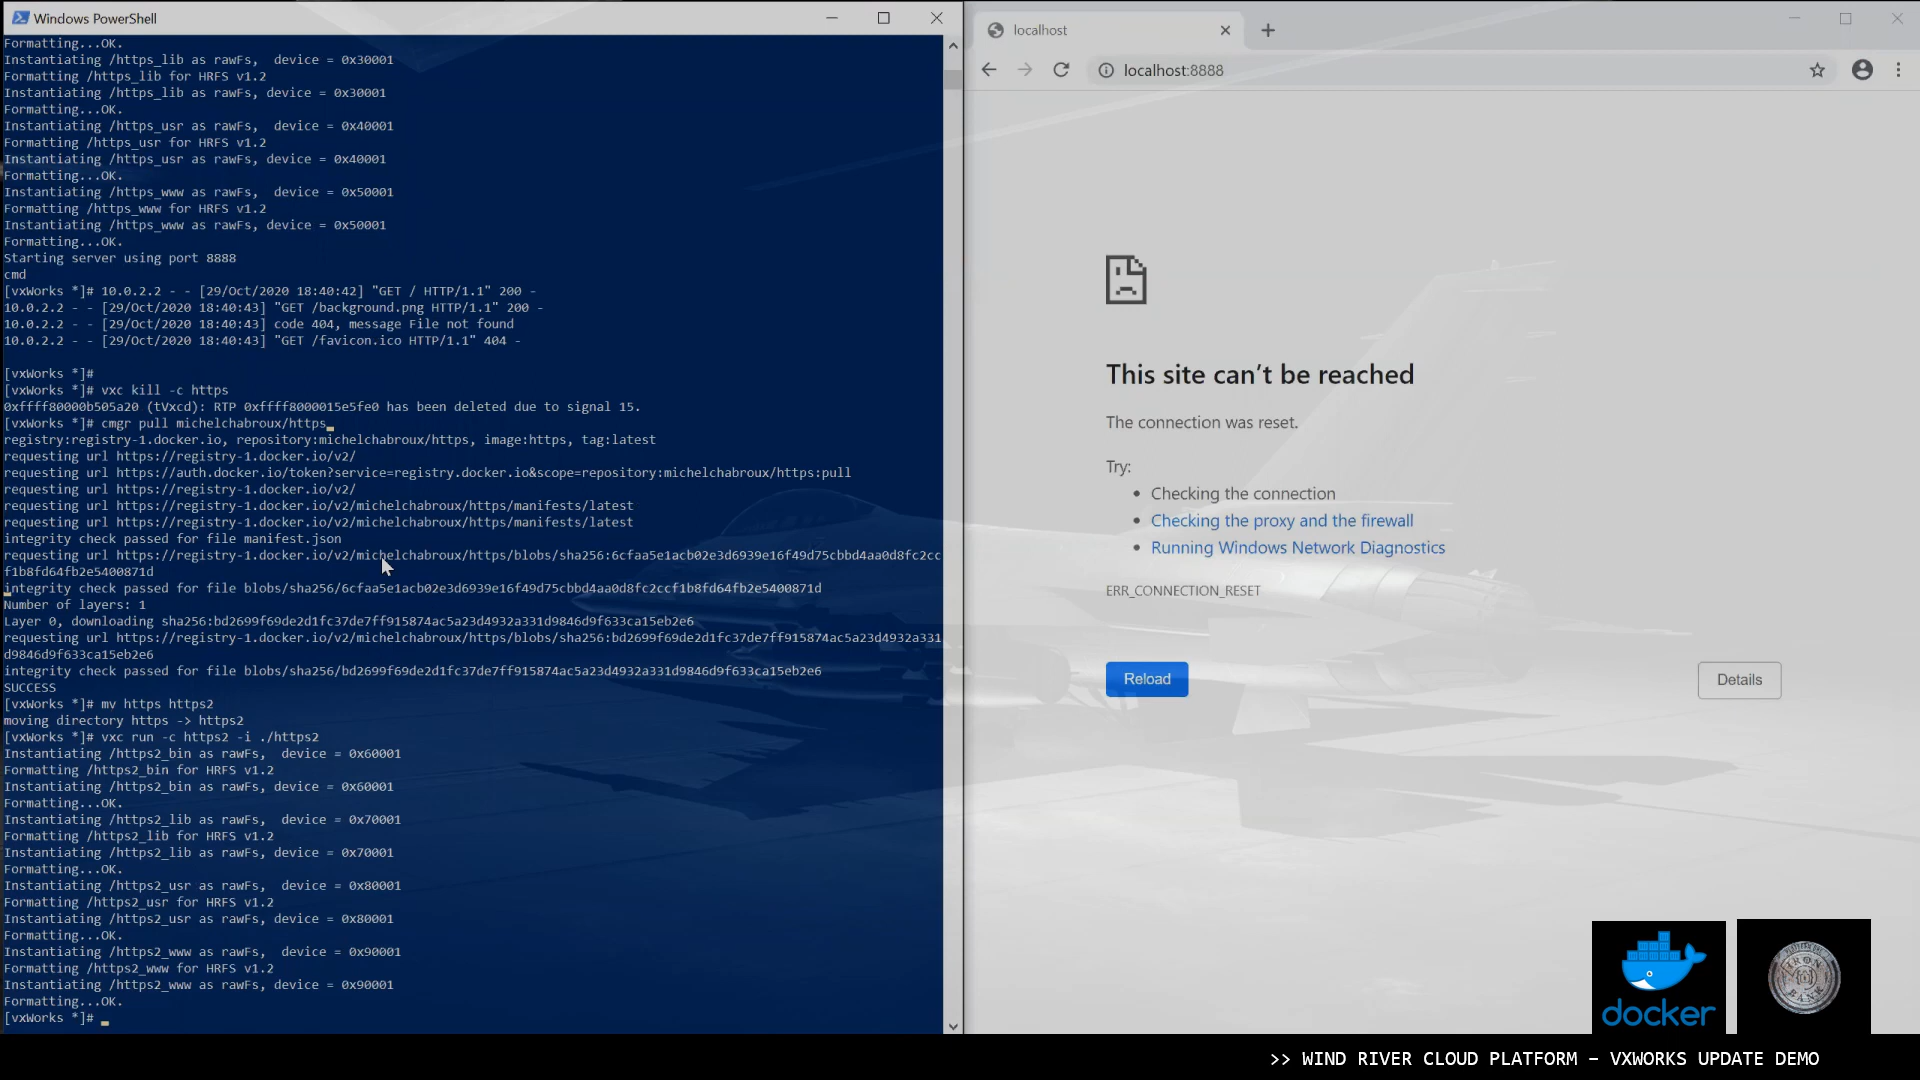 Windows PowerShell
Formatting...OK.
Instantiating /https_lib as rawFs,  device = 0x30001
Formatting /https_lib for HRFS v1.2
Instantiating /https_lib as rawFs, device = 0x30001
Formatting...OK.
Instantiating /https_usr as rawFs,  device = 0x40001
Formatting /https_usr for HRFS v1.2
Instantiating /https_usr as rawFs, device = 0x40001
Formatting...OK.
Instantiating /https_www as rawFs,  device = 0x50001
Formatting /https_www for HRFS v1.2
Instantiating /https_www as rawFs, device = 0x50001
Formatting...OK.
Starting server using port 8888
cmd
[vxWorks *]# 10.0.2.2 - - [29/Oct/2020 18:40:42] "GET / HTTP/1.1" 200 -
10.0.2.2 - - [29/Oct/2020 18:40:43] "GET /background.png HTTP/1.1" 200 -
10.0.2.2 - - [29/Oct/2020 18:40:43] code 404, message File not found
10.0.2.2 - - [29/Oct/2020 18:40:43] "GET /favicon.ico HTTP/1.1" 404 -
[vxWorks *]#
[vxWorks *]# vxc kill -c https
0xffff80000b505a20 (tVxcd): RTP 0xffff8000015e5fe0 has been deleted due to signal 15.
[vxWorks *]# cmgr pull michelchabroux/https
registry:registry-1.docker.io, repository:michelchabroux/https, image:https, tag:latest
requesting url https://registry-1.docker.io/v2/
requesting url https://auth.docker.io/token?service=registry.docker.io&scope=repository:michelchabroux/https:pull
requesting url https://registry-1.docker.io/v2/
requesting url https://registry-1.docker.io/v2/michelchabroux/https/manifests/latest
requesting url https://registry-1.docker.io/v2/michelchabroux/https/manifests/latest
integrity check passed for file manifest.json
requesting url https://registry-1.docker.io/v2/michelchabroux/https/blobs/sha256:6cfaa5e1acb02e3d6939e16f49d75cbbd4aa0d8fc2cc
f1b8fd64fb2e5400871d
integrity check passed for file blobs/sha256/6cfaa5e1acb02e3d6939e16f49d75cbbd4aa0d8fc2ccf1b8fd64fb2e5400871d
Number of layers: 1
Layer 0, downloading sha256:bd2699f69de2d1fc37de7ff915874ac5a23d4932a331d9846d9f633ca15eb2e6
requesting url https://registry-1.docker.io/v2/michelchabroux/https/blobs/sha256:bd2699f69de2d1fc37de7ff915874ac5a23d4932a331
d9846d9f633ca15eb2e6
integrity check passed for file blobs/sha256/bd2699f69de2d1fc37de7ff915874ac5a23d4932a331d9846d9f633ca15eb2e6
SUCCESS
[vxWorks *]# mv https https2
moving directory https -> https2
[vxWorks *]# vxc run -c https2 -i ./https2
Instantiating /https2_bin as rawFs,  device = 0x60001
Formatting /https2_bin for HRFS v1.2
Instantiating /https2_bin as rawFs, device = 0x60001
Formatting...OK.
Instantiating /https2_lib as rawFs,  device = 0x70001
Formatting /https2_lib for HRFS v1.2
Instantiating /https2_lib as rawFs, device = 0x70001
Formatting...OK.
Instantiating /https2_usr as rawFs,  device = 0x80001
Formatting /https2_usr for HRFS v1.2
Instantiating /https2_usr as rawFs, device = 0x80001
Formatting...OK.
Instantiating /https2_www as rawFs,  device = 0x90001
Formatting /https2_www for HRFS v1.2
Instantiating /https2_www as rawFs, device = 0x90001
Formatting...OK.
[vxWorks *]#
localhost
localhost:8888
This site can’t be reached
The connection was reset.
Try:
• Checking the connection
• Checking the proxy and the firewall
• Running Windows Network Diagnostics
ERR_CONNECTION_RESET
Reload
Details
docker
IRON
BANK
>> WIND RIVER CLOUD PLATFORM – VXWORKS UPDATE DEMO